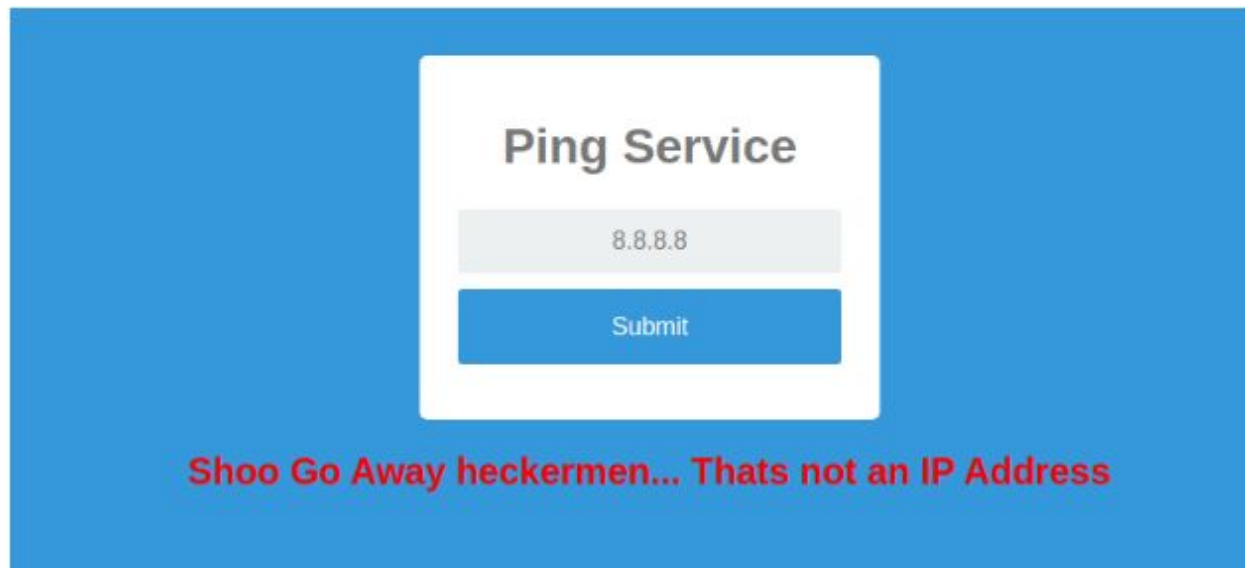 Ping Service
8.8.8.8
Submit
Shoo Go Away heckermen... Thats not an IP Address